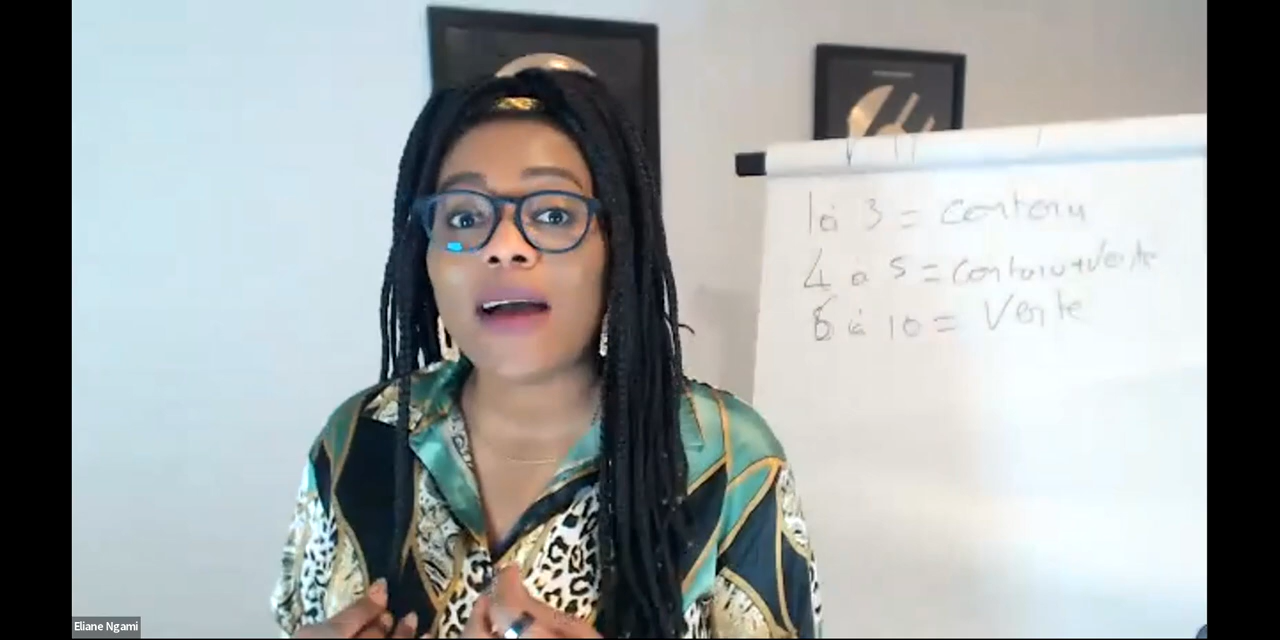 1 à 3 = contenu
4 a 5 = contenu+vente
6 à 10 = Vente
Eliane Ngami